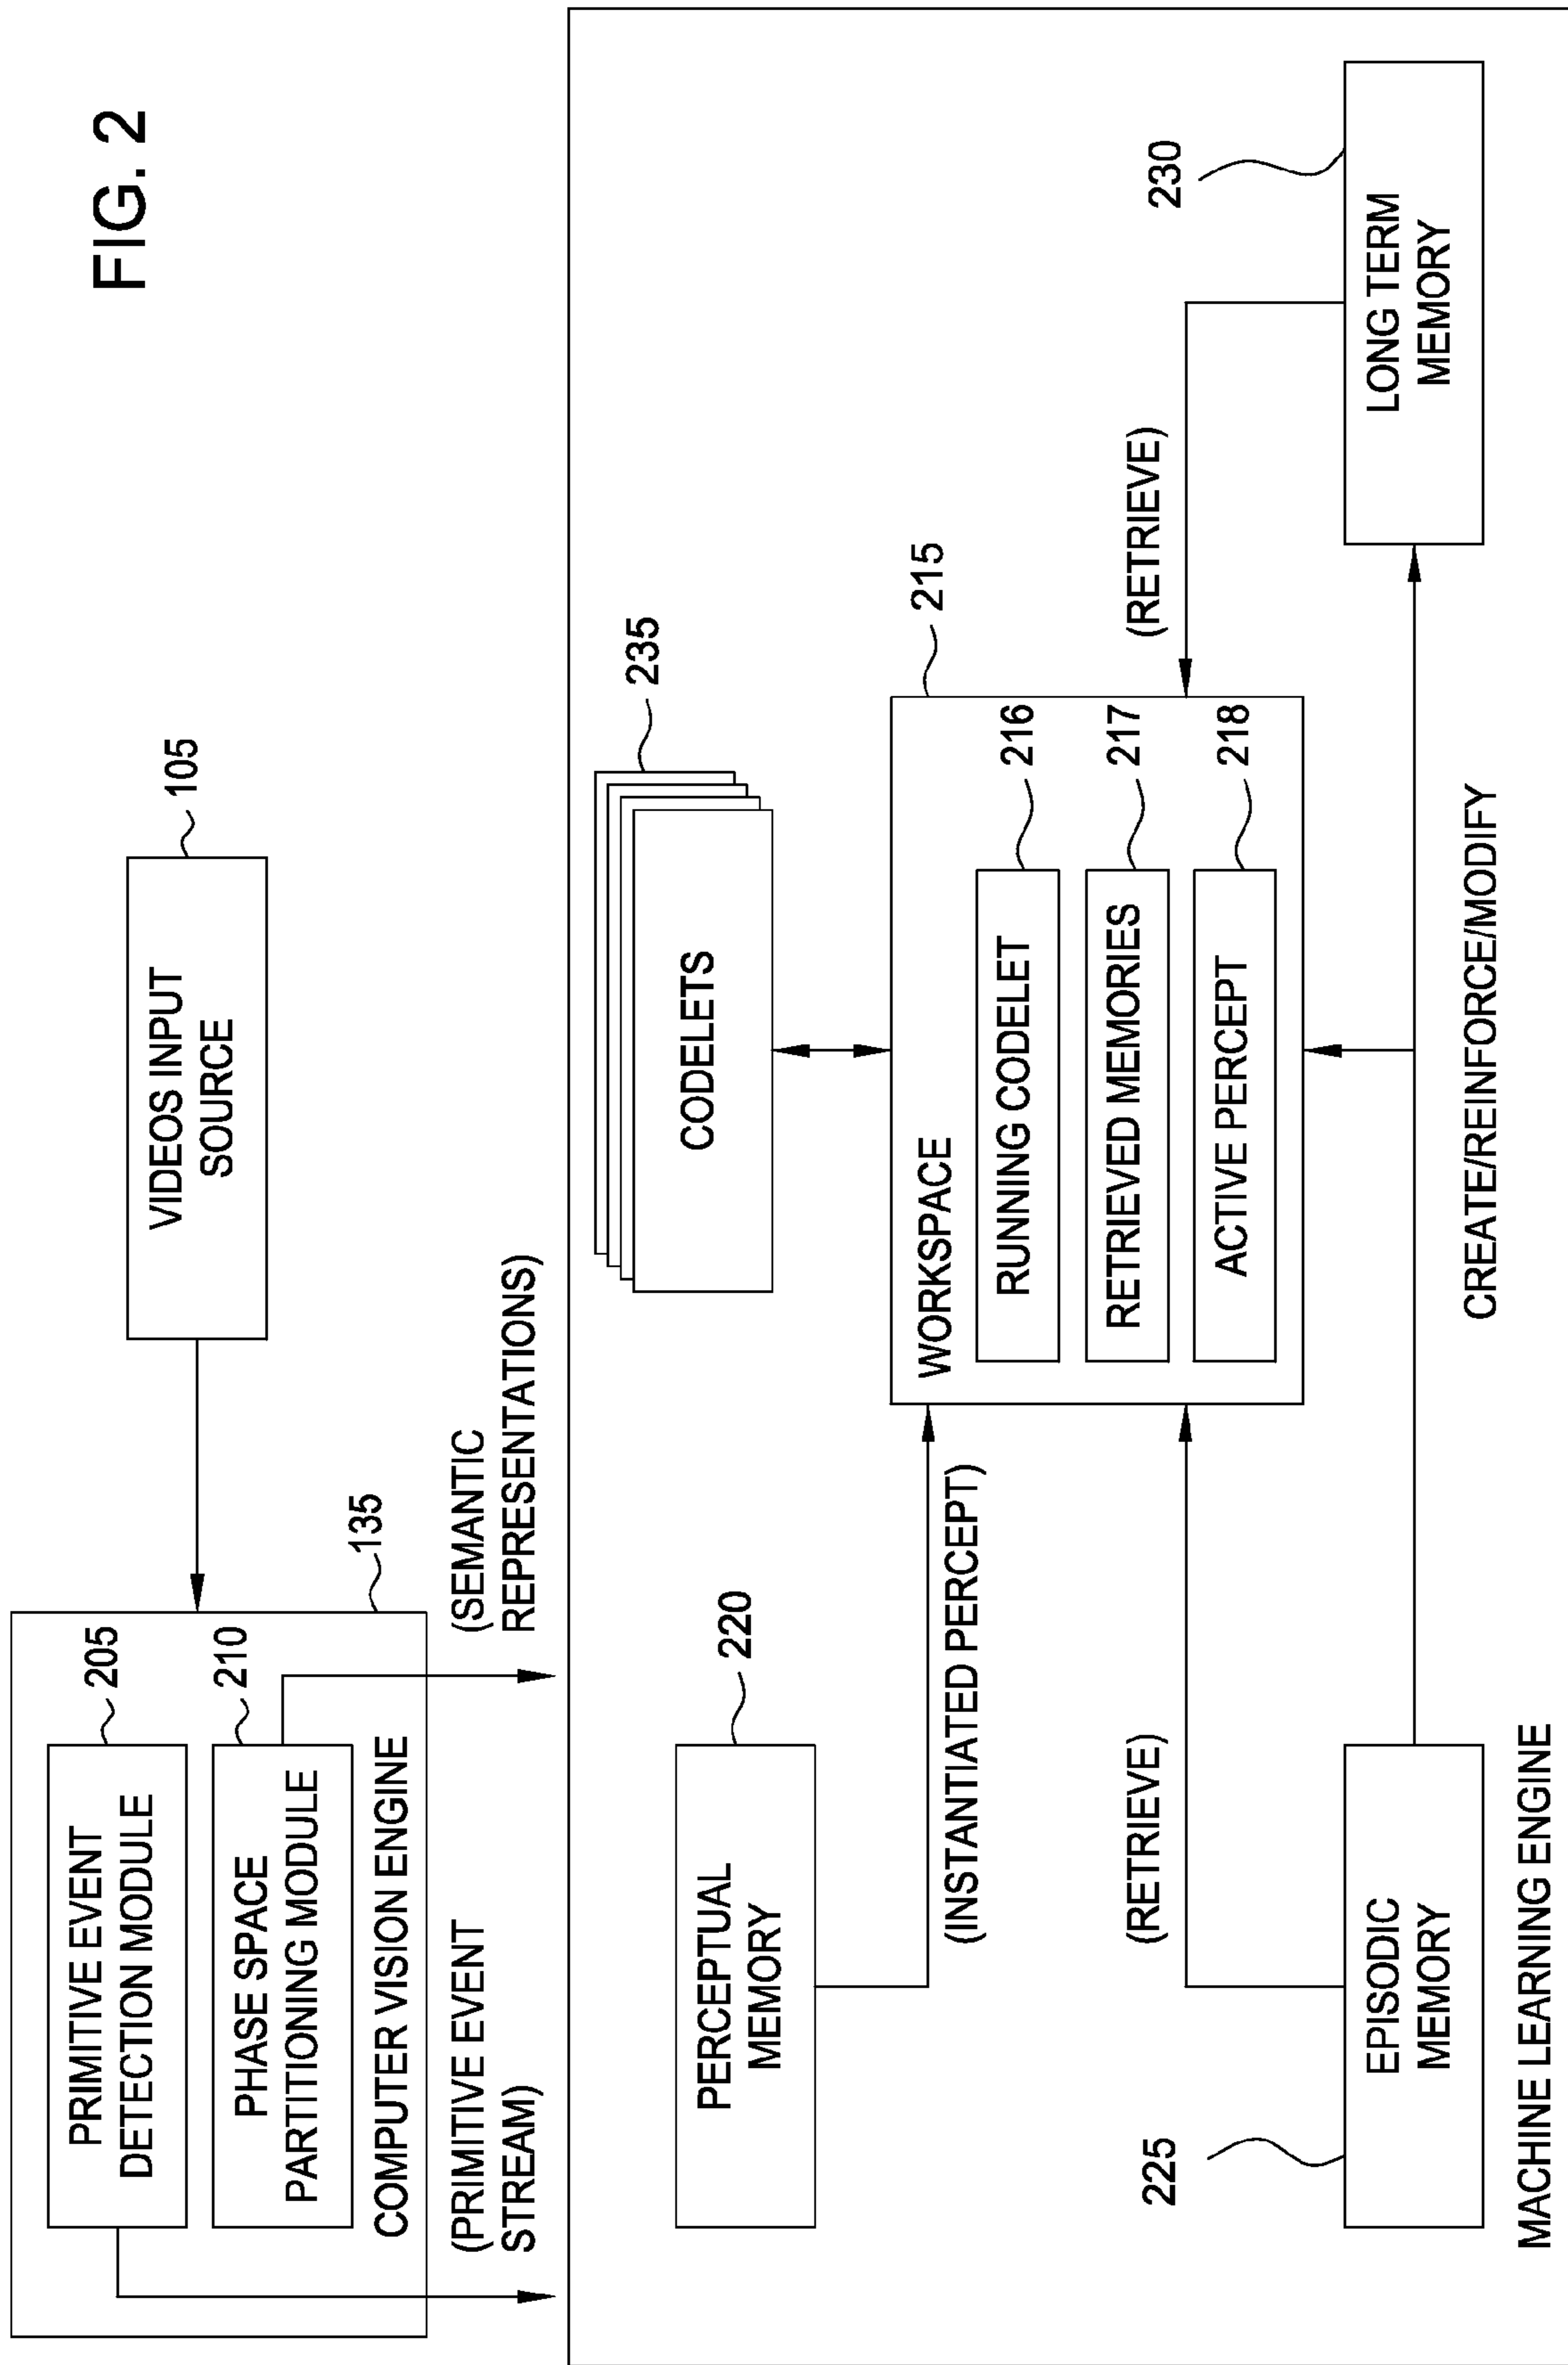 FIG. 2
VIDEOS INPUT
SOURCE
105
PRIMITIVE EVENT
DETECTION MODULE
205
PHASE SPACE
PARTITIONING MODULE
210
COMPUTER VISION ENGINE
135
(PRIMITIVE EVENT
STREAM)
(SEMANTIC
REPRESENTATIONS)
CODELETS
235
PERCEPTUAL
MEMORY
220
(INSTANTIATED PERCEPT)
WORKSPACE
215
RUNNING CODELET
216
RETRIEVED MEMORIES
217
ACTIVE PERCEPT
218
(RETRIEVE)
(RETRIEVE)
225
EPISODIC
MEMORY
230
LONG TERM
MEMORY
CREATE/REINFORCE/MODIFY
MACHINE LEARNING ENGINE